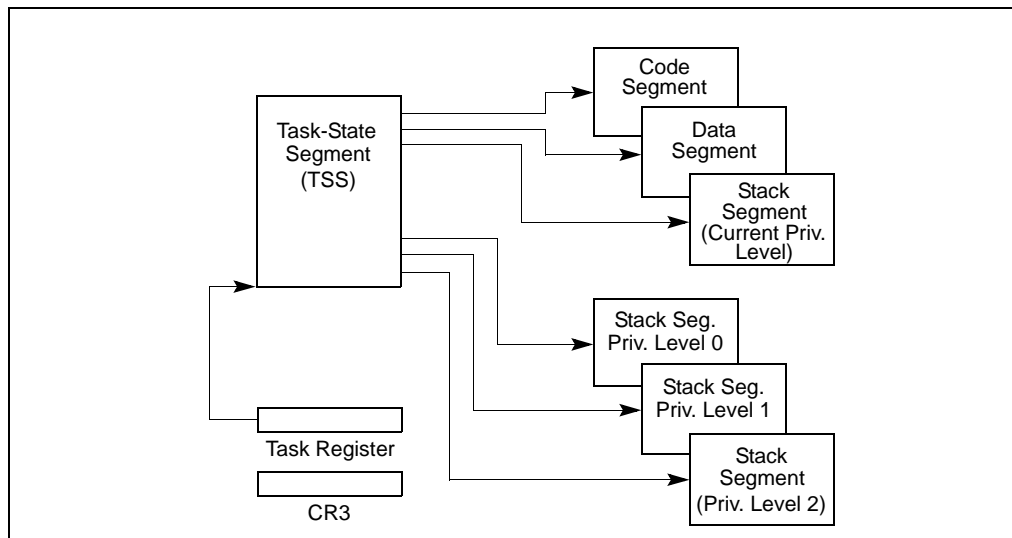 Task-State
Segment
(TSS)
Code
Segment
Data
Segment
Stack
Segment
(Current Priv.
Level)
Stack Seg.
Priv. Level 0
Stack Seg.
Priv. Level 1
Stack
Segment
(Priv. Level 2)
Task Register
CR3